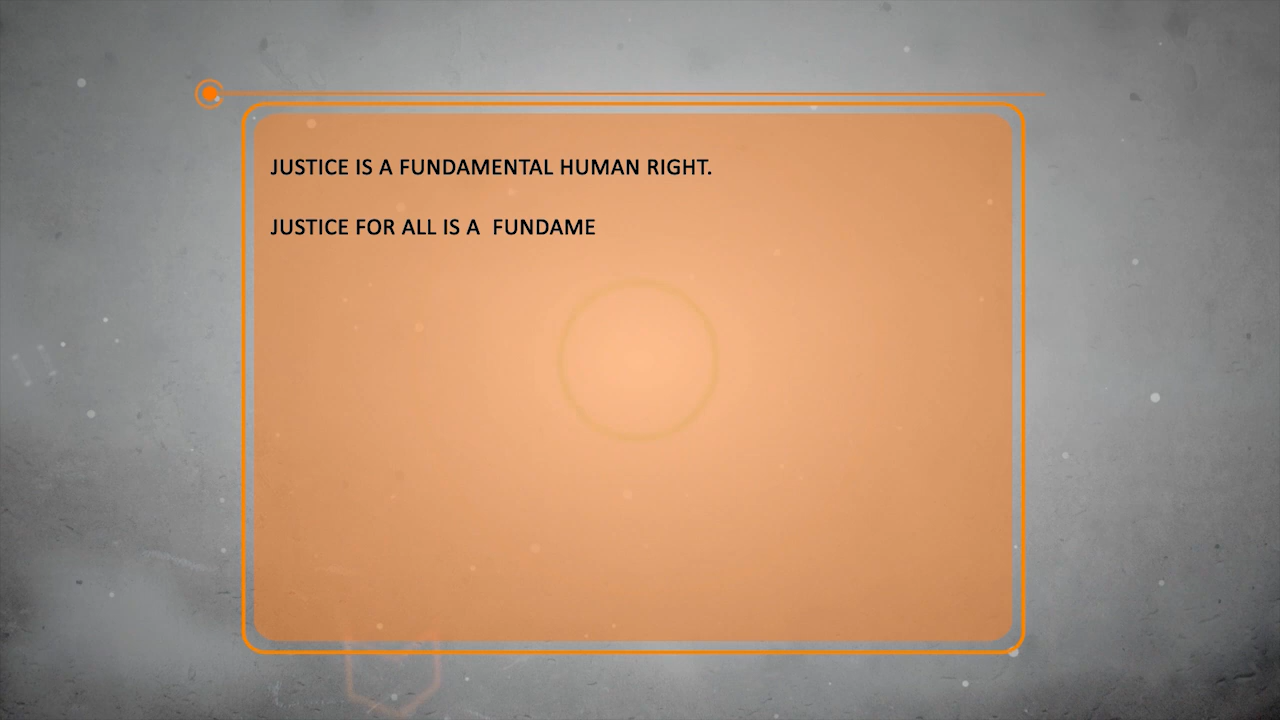 JUSTICE IS A FUNDAMENTAL HUMAN RIGHT.
JUSTICE FOR ALL IS A  FUNDAME